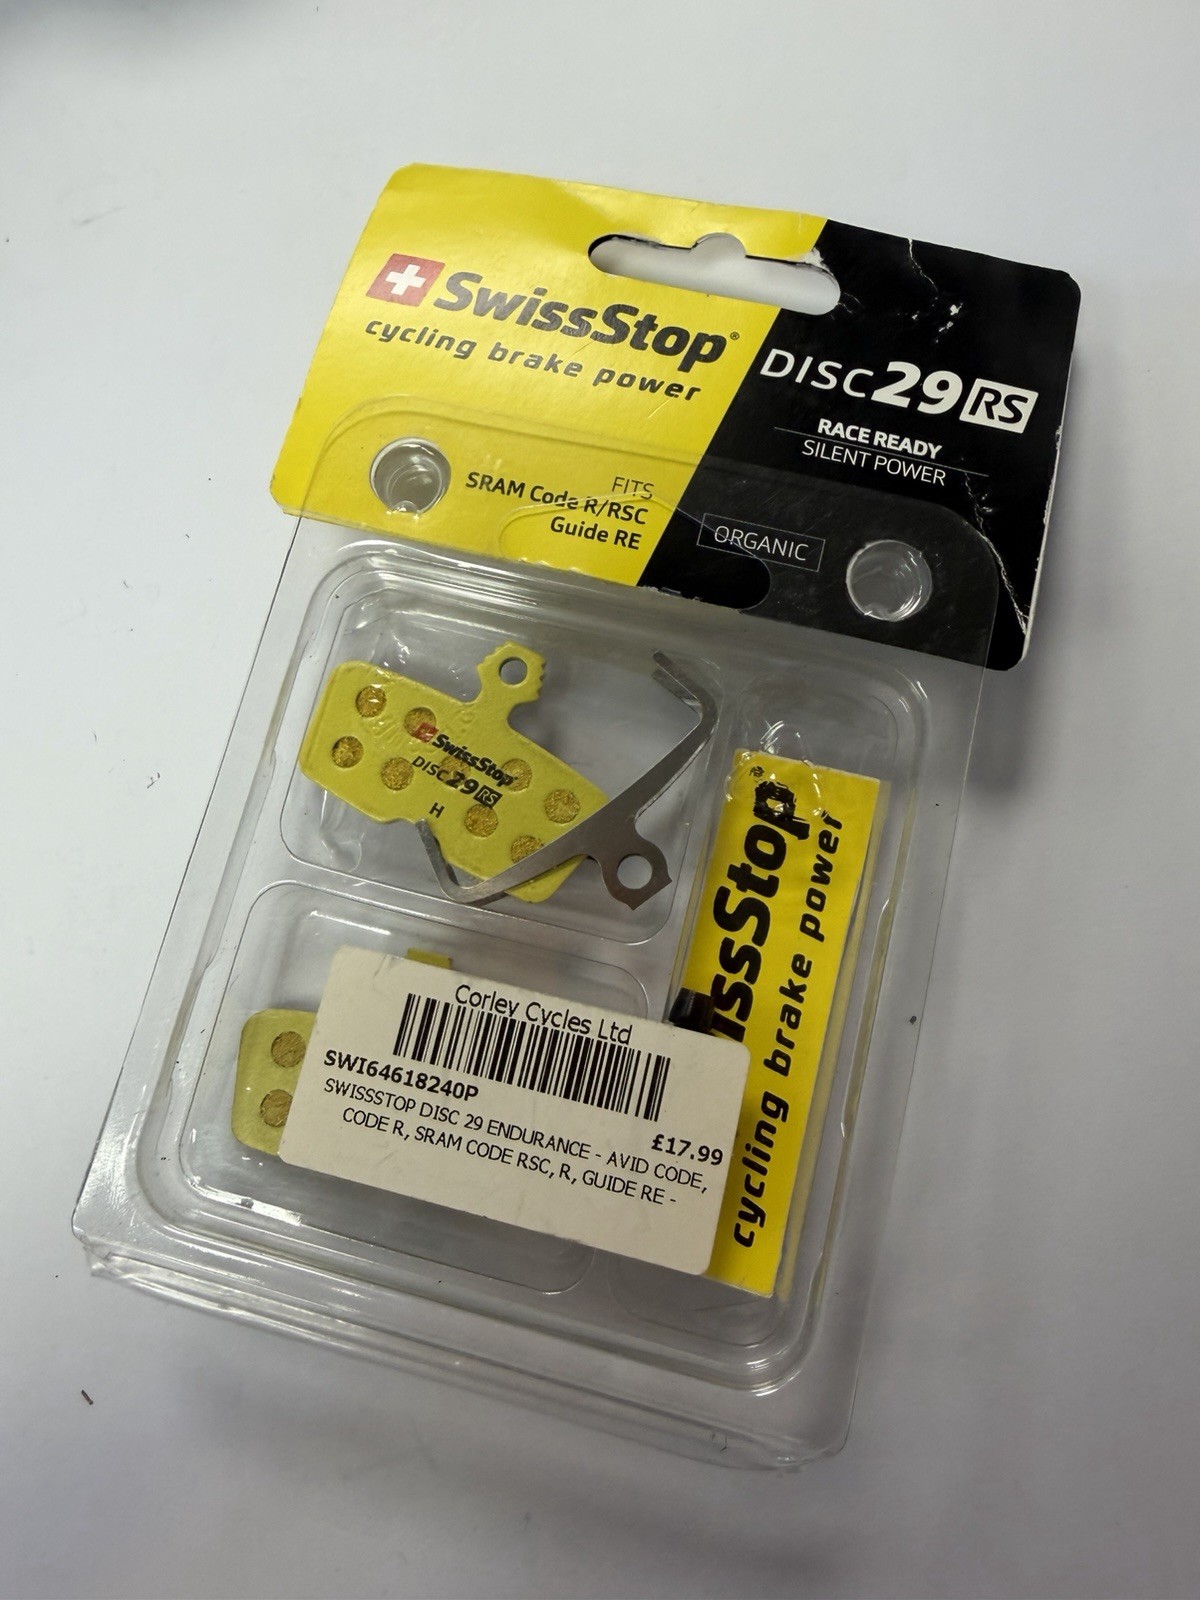 SwissStop®
cycling brake power
DISC 29 RS
RACE READY
SILENT POWER
FITS
SRAM Code R/RSC
Guide RE
ORGANIC
SwissStop
DISC 29 RS
H
issStop®
cycling brake power
Corley Cycles Ltd
SWI64618240P
£17.99
SWISSSTOP DISC 29 ENDURANCE - AVID CODE,
CODE R, SRAM CODE RSC, R, GUIDE RE -